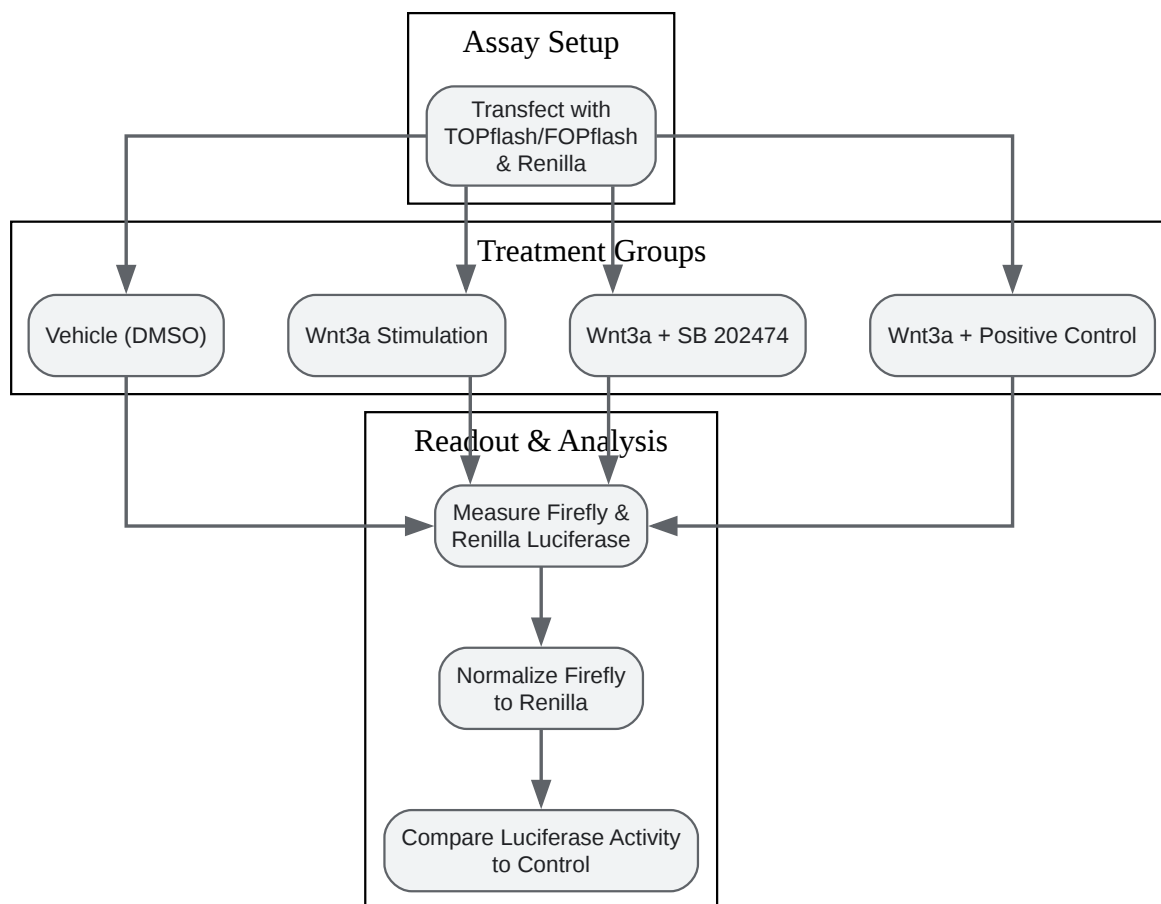 Assay Setup
Transfect with
TOPflash/FOPflash
& Renilla
Treatment Groups
Vehicle (DMSO)
Wnt3a Stimulation
Wnt3a + SB 202474
Wnt3a + Positive Control
Readout & Analysis
Measure Firefly &
Renilla Luciferase
Normalize Firefly
to Renilla
Compare Luciferase Activity
to Control